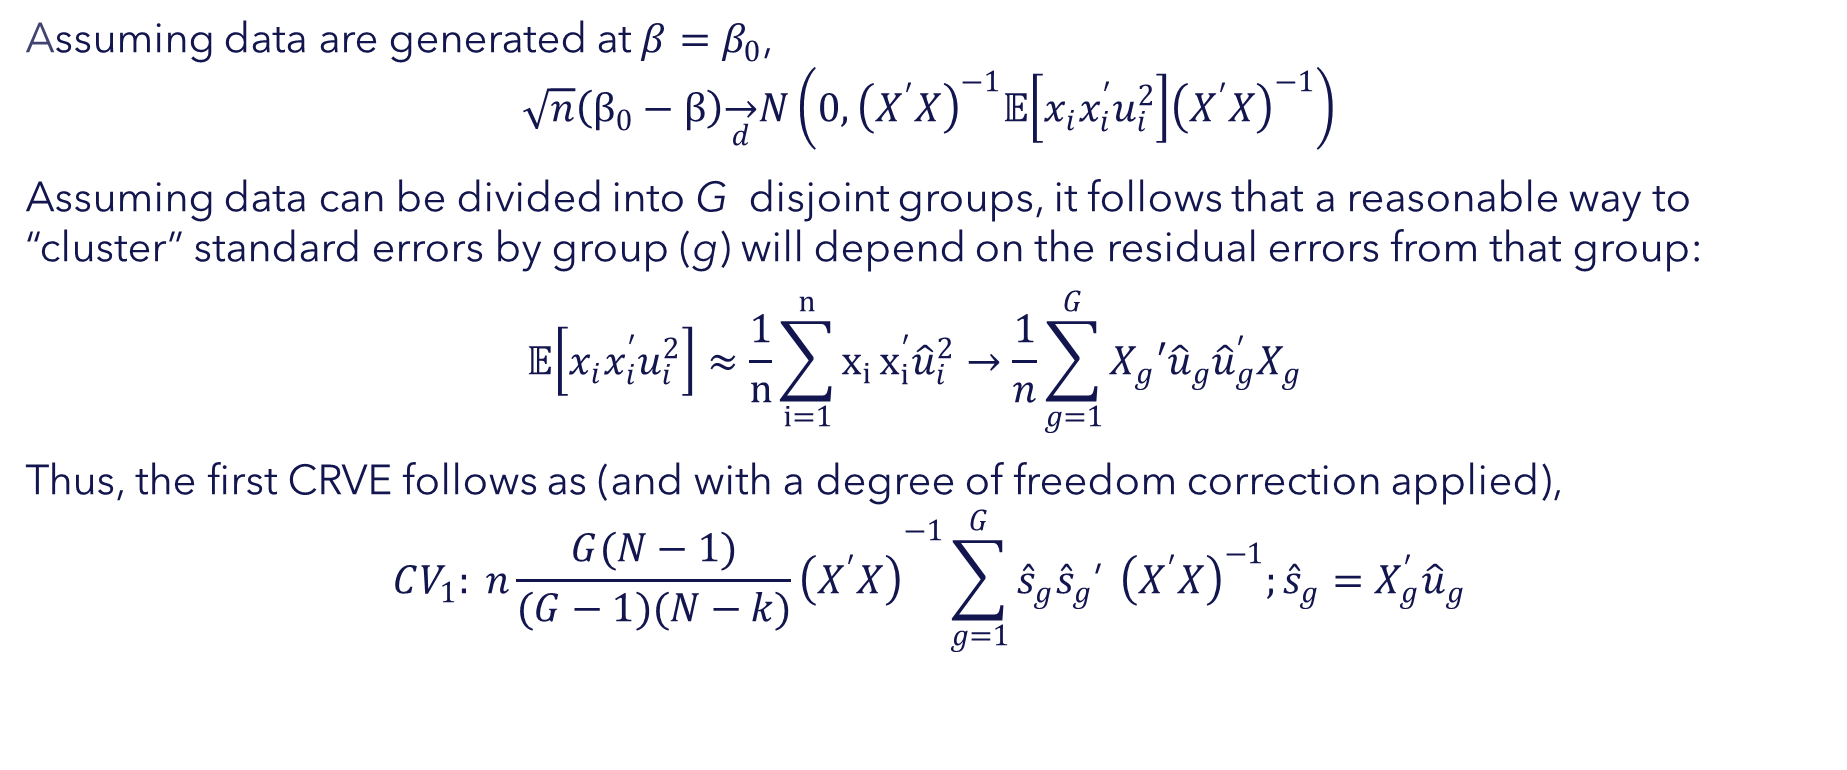 Assuming data are generated at β = β₀,
√n(β₀ − β) →d N(0, (X′X)⁻¹𝔼[xᵢxᵢ′uᵢ²](X′X)⁻¹)
Assuming data can be divided into G disjoint groups, it follows that a reasonable way to
“cluster” standard errors by group (g) will depend on the residual errors from that group:
𝔼[xᵢxᵢ′uᵢ²] ≈ 1/n ∑_{i=1}^{n} xᵢ xᵢ′ûᵢ² → 1/n ∑_{g=1}^{G} X_g′û_gû_g′X_g
Thus, the first CRVE follows as (and with a degree of freedom correction applied),
CV₁: n G(N − 1)/(G − 1)(N − k) (X′X)⁻¹ ∑_{g=1}^{G} ŝ_gŝ_g′ (X′X)⁻¹; ŝ_g = X_g′û_g